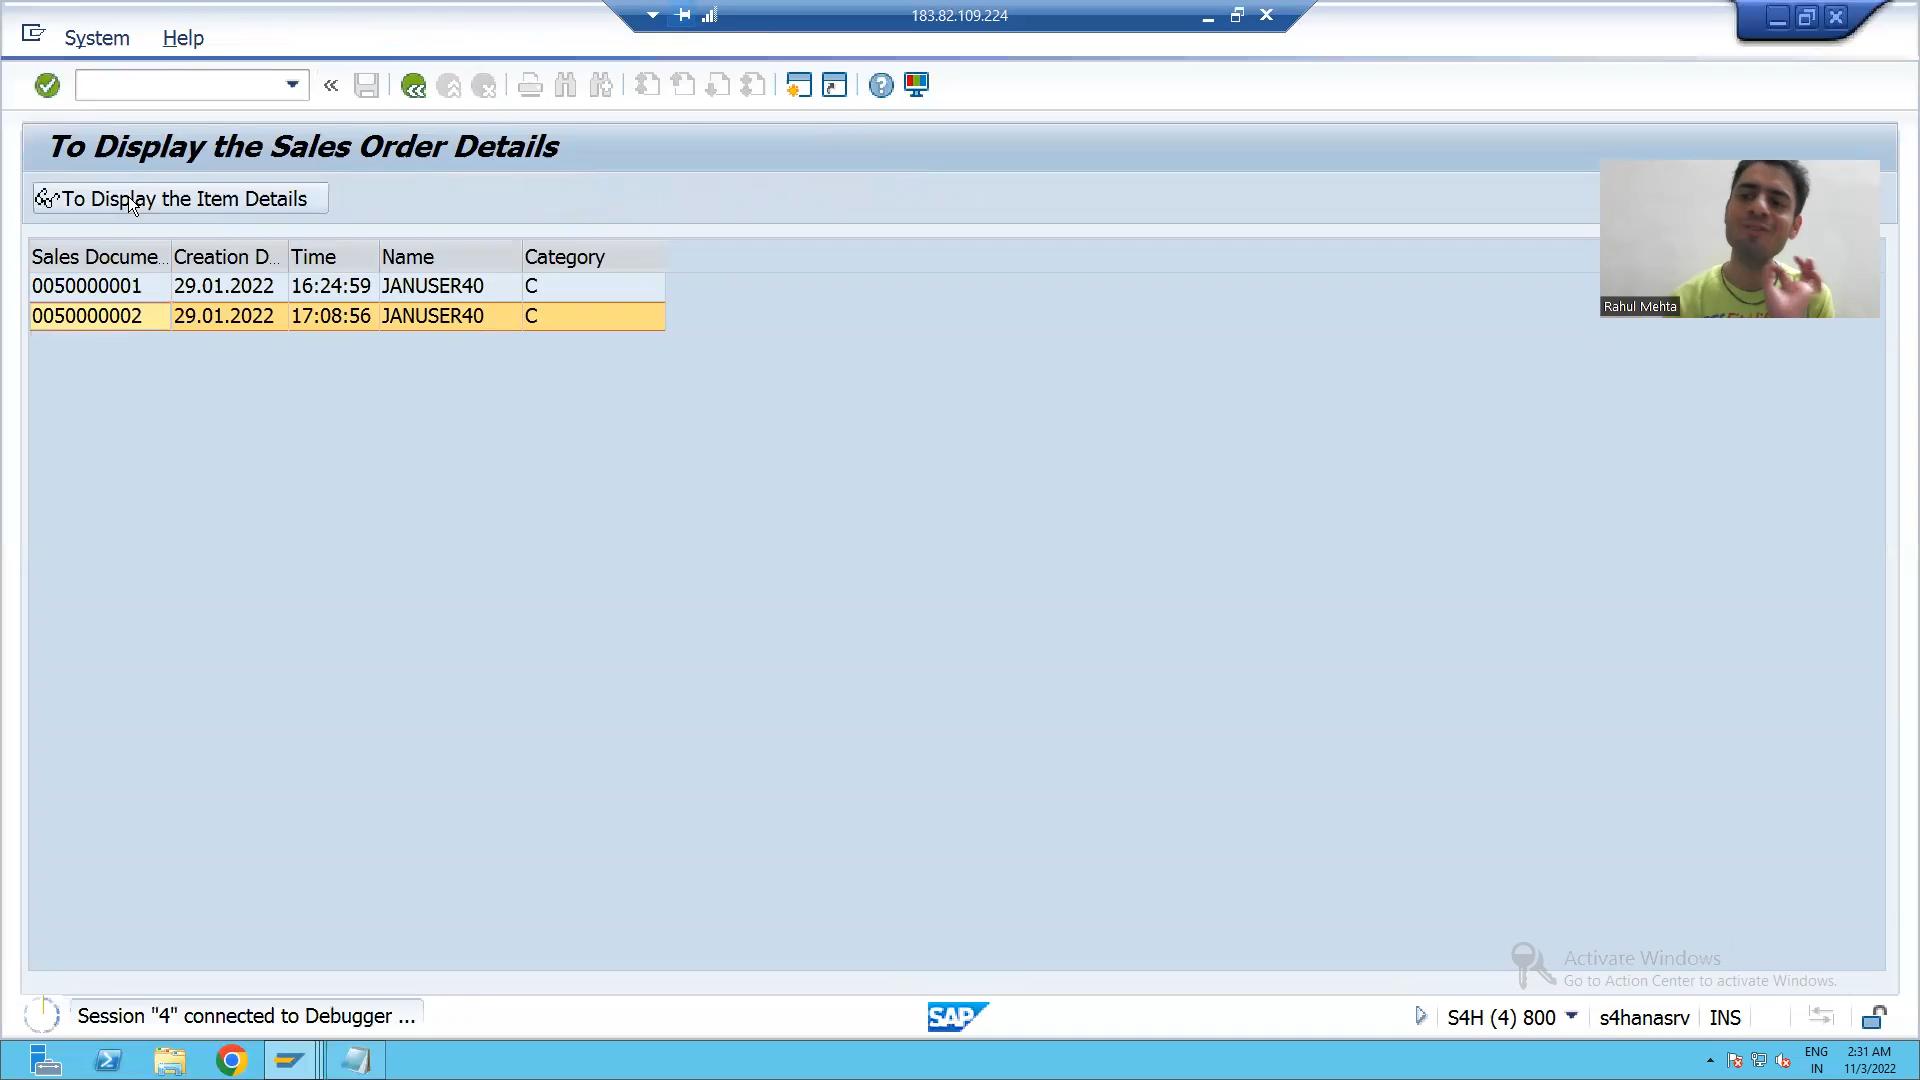 183.82.109.224
System Help
To Display the Sales Order Details
To Display the Item Details
Sales Docume... Creation D... Time Name Category
0050000001 29.01.2022 16:24:59 JANUSER40 C
0050000002 29.01.2022 17:08:56 JANUSER40 C
Rahul Mehta
Activate Windows
Go to Action Center to activate Windows.
Session "4" connected to Debugger ...
SAP
S4H (4) 800 s4hanasrv INS
ENG 2:31 AM
IN 11/3/2022